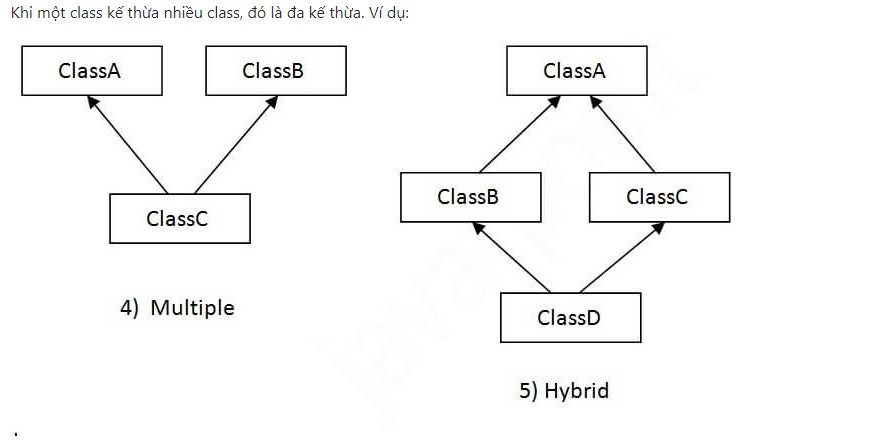 Khi một class kế thừa nhiều class, đó là đa kế thừa. Ví dụ:
ClassA
ClassB
ClassC
4) Multiple
ClassA
ClassB
ClassC
ClassD
5) Hybrid